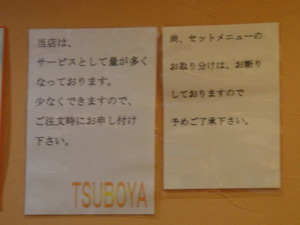 当店は、
サービスとして量が多く
なっております。
少なくできますので、
ご注文時にお申し付け
下さい。
TSUBOYA
尚、セットメニューの
お取り分けは、お断り
しておりますので
予めご了承下さい。